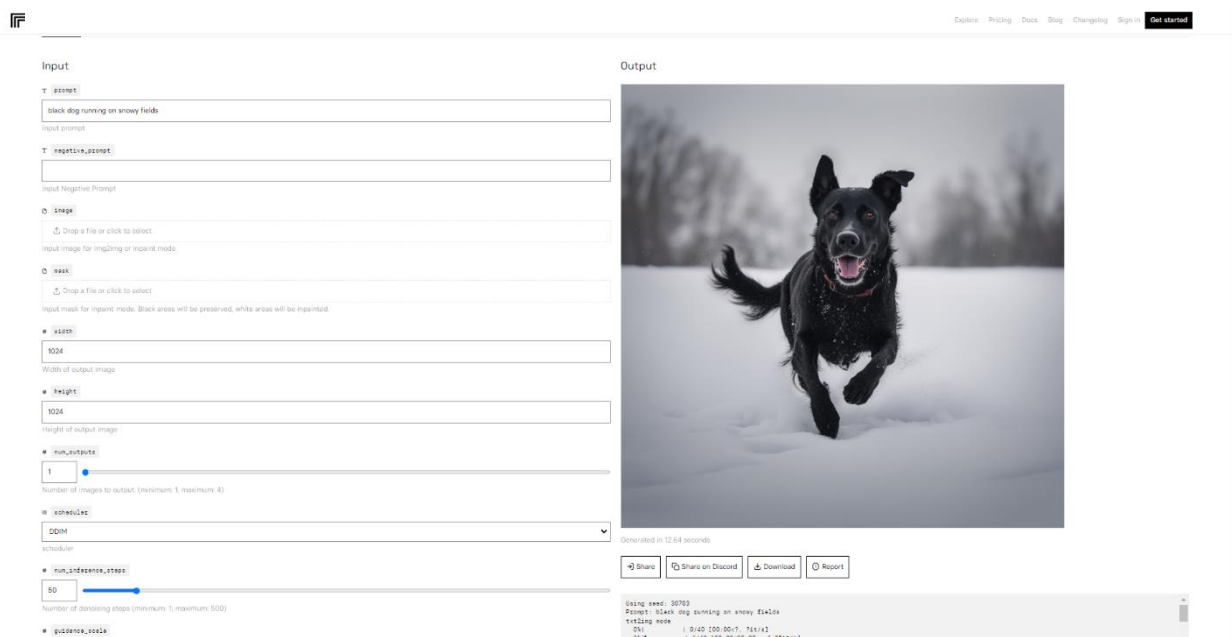 Explore Pricing Docs Blog Changelog Sign in Get started
Input
T prompt
black dog running on snowy fields
Input prompt
T negative_prompt
Input Negative Prompt
image
Drop a file or click to select
Input image for img2img or inpaint mode
mask
Drop a file or click to select
Input mask for inpaint mode. Black areas will be preserved, white areas will be inpainted.
# width
1024
Width of output image
# height
1024
Height of output image
# num_outputs
1
Number of images to output. (minimum: 1; maximum: 4)
scheduler
DDIM
scheduler
# num_inference_steps
50
Number of denoising steps (minimum: 1; maximum: 500)
# guidance_scale
Output
Generated in 12.64 seconds
Share Share on Discord Download Report
Using seed: 30703
Prompt: black dog running on snowy fields
txt2img mode
0%| | 0/40 [00:00<?, ?it/s]